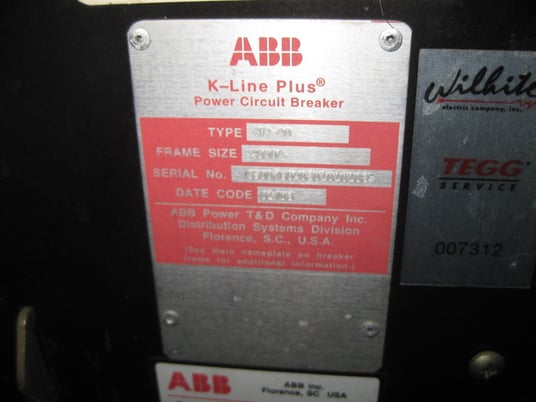 ABB
K-Line Plus®
Power Circuit Breaker
TYPE
FRAME SIZE
SERIAL No.
DATE CODE
ABB Power T&D Company Inc.
Distribution Systems Division
Florence, S.C., U.S.A.
(See main nameplate on breaker
frame for additional information.)
Wilhite
electric company, inc.
TEGG
SERVICE
007312
ABB
ABB Inc.
Florence, SC USA